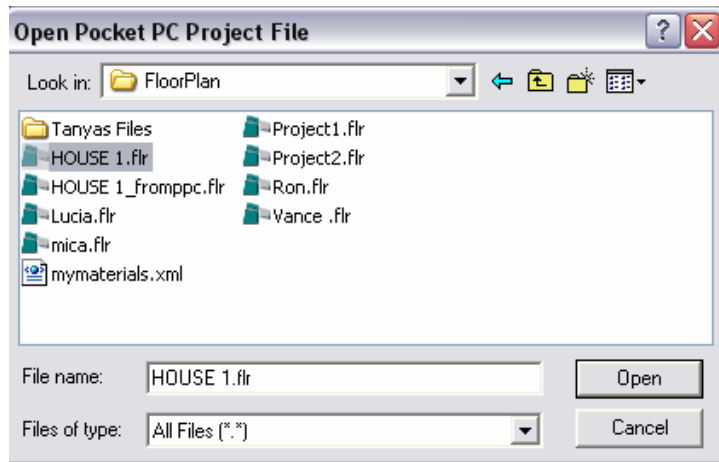 Open Pocket PC Project File
Look in: FloorPlan
Tanyas Files
HOUSE 1.flr
HOUSE 1_fromppc.flr
Lucia.flr
mica.flr
mymaterials.xml
Project1.flr
Project2.flr
Ron.flr
Vance .flr
File name: HOUSE 1.flr Open
Files of type: All Files (*.*) Cancel